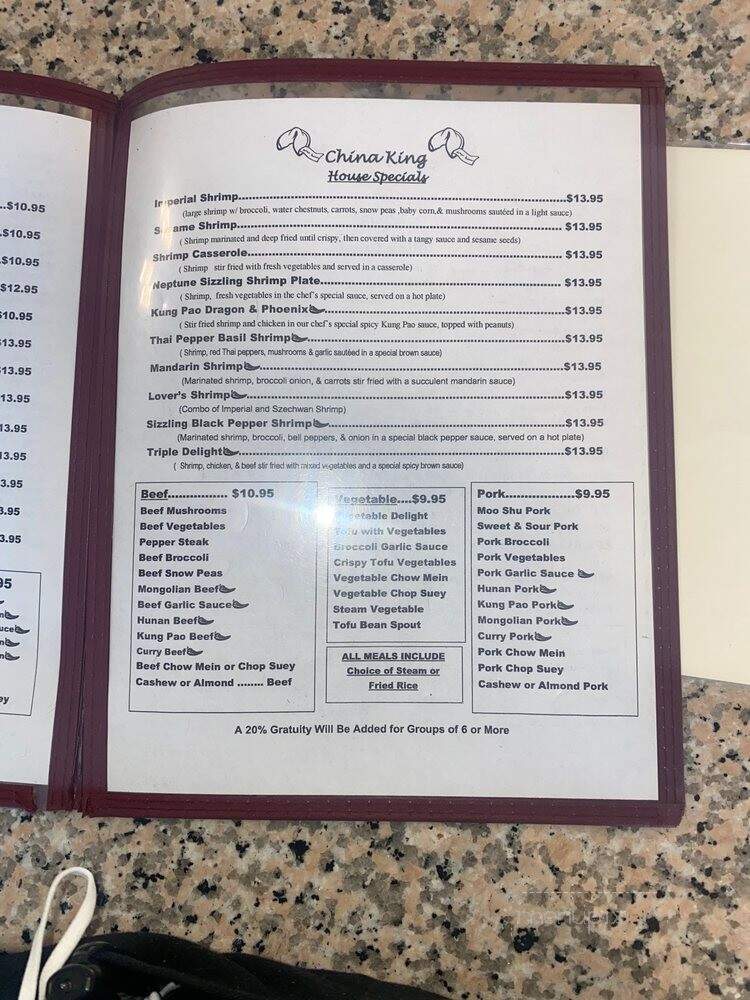 ..$10.95
.$10.95
.$10.95
$12.95
$10.95
$13.95
13.95
13.95
13.95
13.95
3.95
3.95
3.95
95
China King
House Specials
Imperial Shrimp...$13.95
(large shrimp w/ broccoli, water chestnuts, carrots, snow peas ,baby corn,& mushrooms sautéed in a light sauce)
Sesame Shrimp... $13.95
( Shrimp marinated and deep fried until crispy, then covered with a tangy sauce and sesame seeds)
Shrimp Casserole... $13.95
( Shrimp stir fried with fresh vegetables and served in a casserole)
Neptune Sizzling Shrimp Plate...$13.95
( Shrimp, fresh vegetables in the chef's special sauce, served on a hot plate)
Kung Pao Dragon & Phoenix...$13.95
( Stir fried shrimp and chicken in our chef's special spicy Kung Pao sauce, topped with peanuts)
Thai Pepper Basil Shrimp...$13.95
( Shrimp, red Thai peppers, mushrooms & garlic sautéed in a special brown sauce)
Mandarin Shrimp...$13.95
(Marinated shrimp, broccoli onion, & carrots stir fried with a succulent mandarin sauce)
Lover's Shrimp...$13.95
(Combo of Imperial and Szechwan Shrimp)
Sizzling Black Pepper Shrimp...$13.95
(Marinated shrimp, broccoli, bell peppers, & onion in a special black pepper sauce, served on a hot plate)
Triple Delight...$13.95
( Shrimp, chicken, & beef stir fried with mixed vegetables and a special spicy brown sauce)
Beef................. $10.95
Beef Mushrooms
Beef Vegetables
Pepper Steak
Beef Broccoli
Beef Snow Peas
Mongolian Beef
Beef Garlic Sauce
Hunan Beef
Kung Pao Beef
Curry Beef
Beef Chow Mein or Chop Suey
Cashew or Almond ........ Beef
Vegetable....$9.95
Vegetable Delight
Tofu with Vegetables
Broccoli Garlic Sauce
Crispy Tofu Vegetables
Vegetable Chow Mein
Vegetable Chop Suey
Steam Vegetable
Tofu Bean Spout
ALL MEALS INCLUDE
Choice of Steam or
Fried Rice
Pork...................$9.95
Moo Shu Pork
Sweet & Sour Pork
Pork Broccoli
Pork Vegetables
Pork Garlic Sauce
Hunan Pork
Kung Pao Pork
Mongolian Pork
Curry Pork
Pork Chow Mein
Pork Chop Suey
Cashew or Almond Pork
A 20% Gratuity Will Be Added for Groups of 6 or More